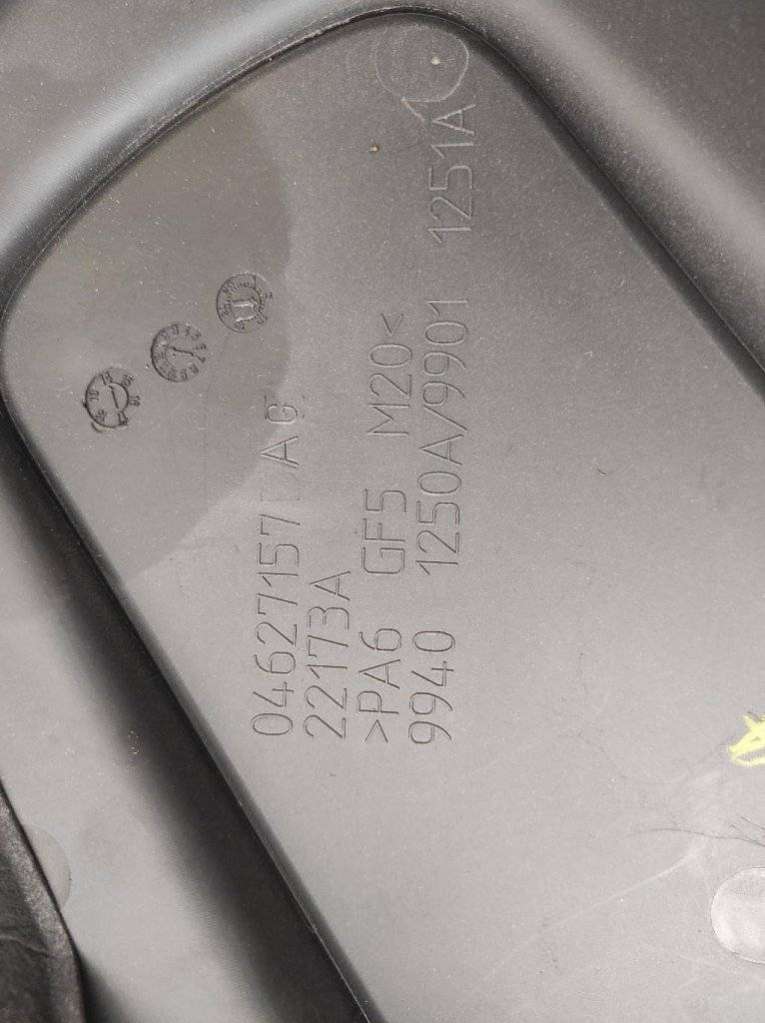 04627157 AG
22173A
>PA6 GF5 M20<
9940 1250A/9901 1251A